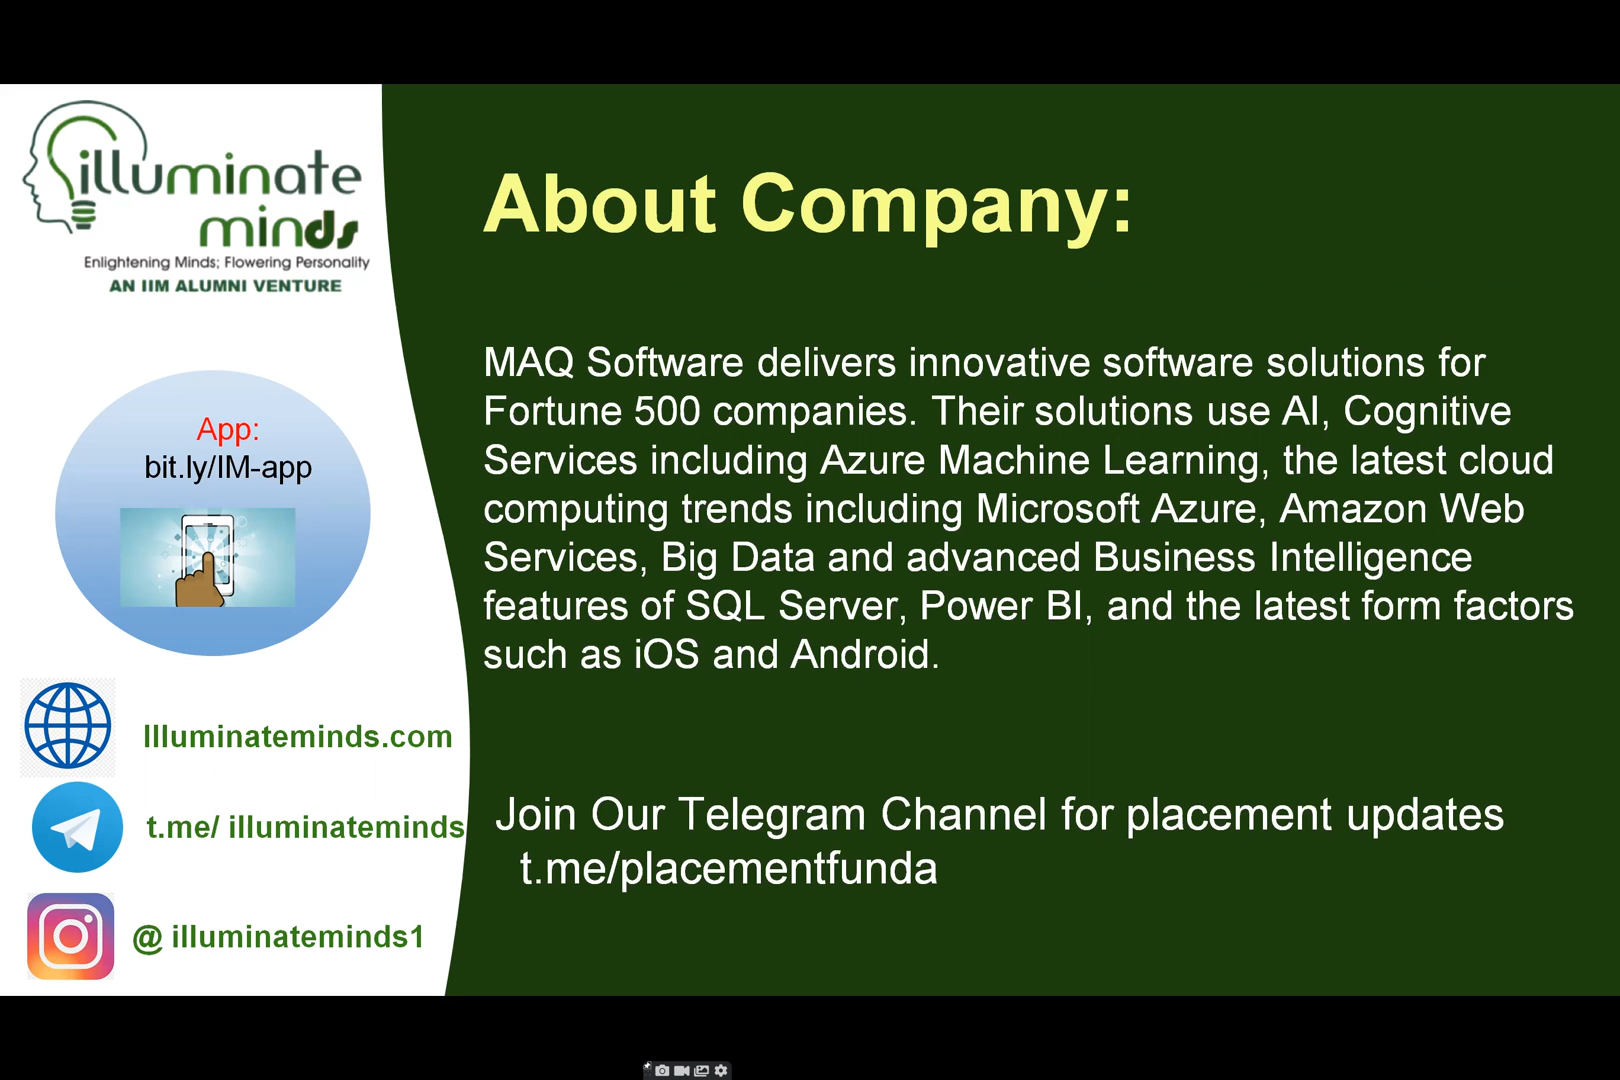 illuminate
minds
Enlightening Minds; Flowering Personality
AN IIM ALUMNI VENTURE
App:
bit.ly/IM-app
Illuminateminds.com
t.me/ illuminateminds
@ illuminateminds1
About Company:
MAQ Software delivers innovative software solutions for
Fortune 500 companies. Their solutions use AI, Cognitive
Services including Azure Machine Learning, the latest cloud
computing trends including Microsoft Azure, Amazon Web
Services, Big Data and advanced Business Intelligence
features of SQL Server, Power BI, and the latest form factors
such as iOS and Android.
Join Our Telegram Channel for placement updates
t.me/placementfunda